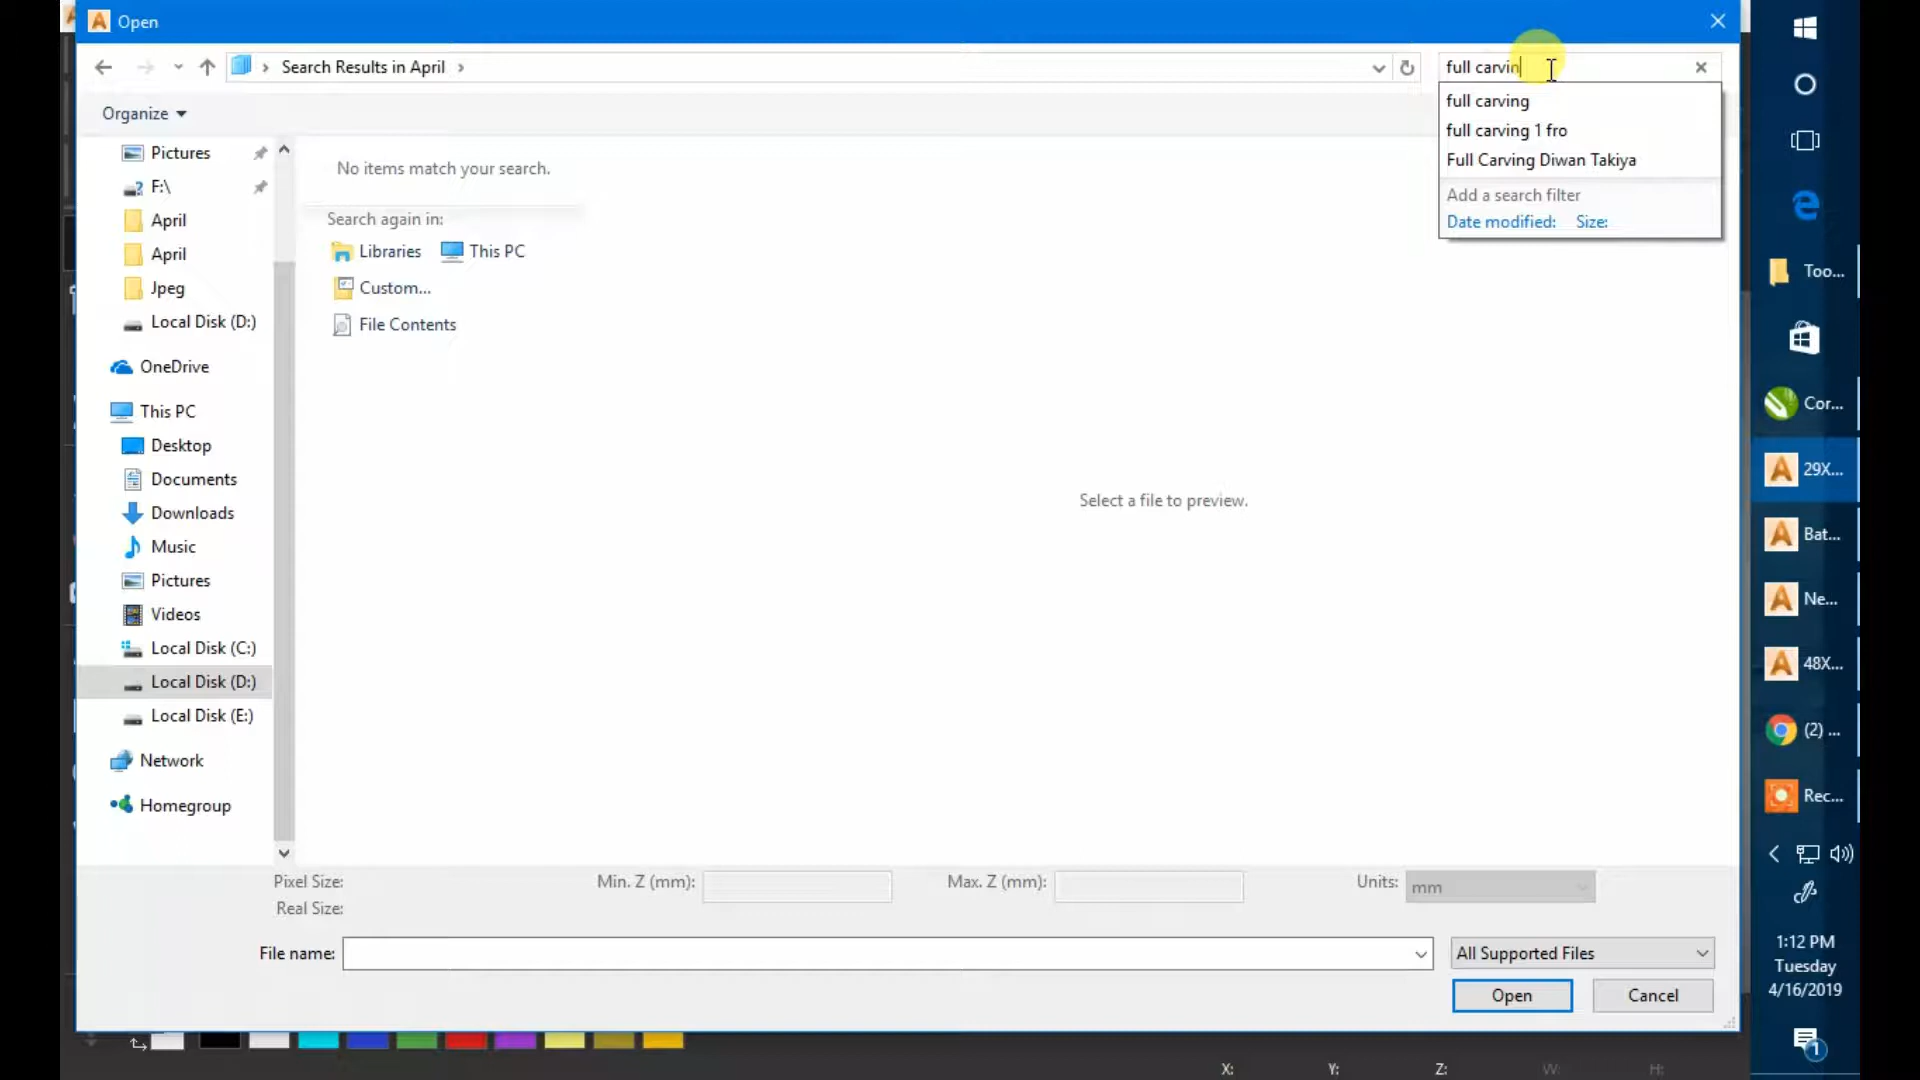 Open
Search Results in April
full carvin
full carving
full carving 1 fro
Full Carving Diwan Takiya
Add a search filter
Date modified: Size:
Organize
Pictures
F:\
April
April
Jpeg
Local Disk (D:)
OneDrive
This PC
Desktop
Documents
Downloads
Music
Pictures
Videos
Local Disk (C:)
Local Disk (D:)
Local Disk (E:)
Network
Homegroup
No items match your search.
Search again in:
Libraries This PC
Custom...
File Contents
Select a file to preview.
Pixel Size:
Real Size:
Min. Z (mm):
Max. Z (mm):
Units: mm
File name:
All Supported Files
Open Cancel
X: Y: Z: W: H:
Too...
Cor...
29X...
Bat...
Ne...
48X...
(2) ...
Rec...
1:12 PM
Tuesday
4/16/2019
1